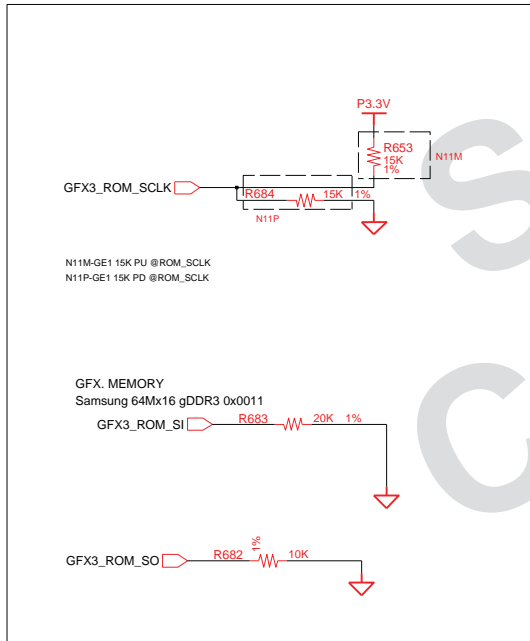 P3.3V
R653
15K
1%
N11M
GFX3_ROM_SCLK
R684 15K 1%
N11P
N11M-GE1 15K PU @ROM_SCLK
N11P-GE1 15K PD @ROM_SCLK
GFX. MEMORY
Samsung 64Mx16 gDDR3 0x0011
GFX3_ROM_SI R683 20K 1%
GFX3_ROM_SO R682 1% 10K
S
C